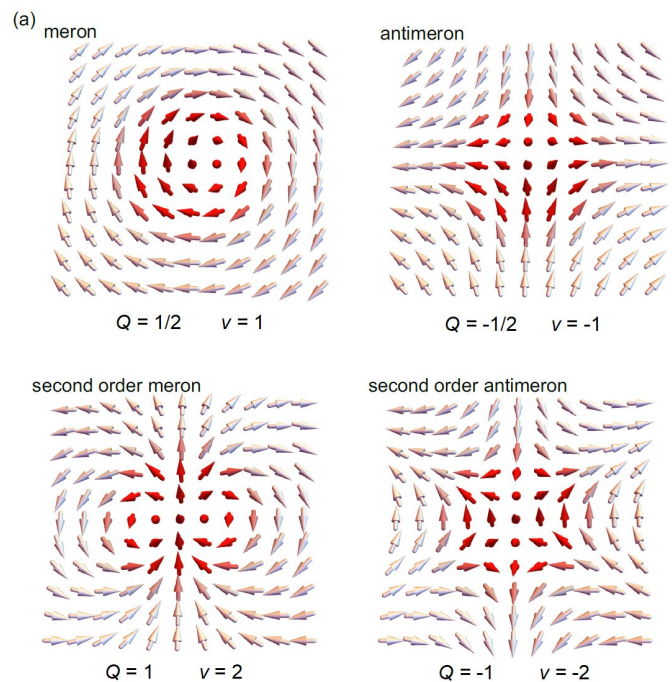 (a)
meron
antimeron
Q = 1/2 v = 1
Q = -1/2 v = -1
second order meron
second order antimeron
Q = 1 v = 2
Q = -1 v = -2